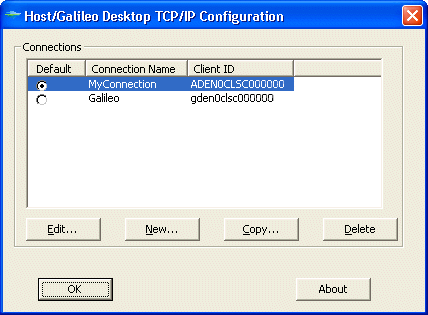 Host/Galileo Desktop TCP/IP Configuration
Connections
Default Connection Name Client ID
MyConnection ADEN0CLSC000000
Galileo gden0clsc000000
Edit... New... Copy... Delete
OK About